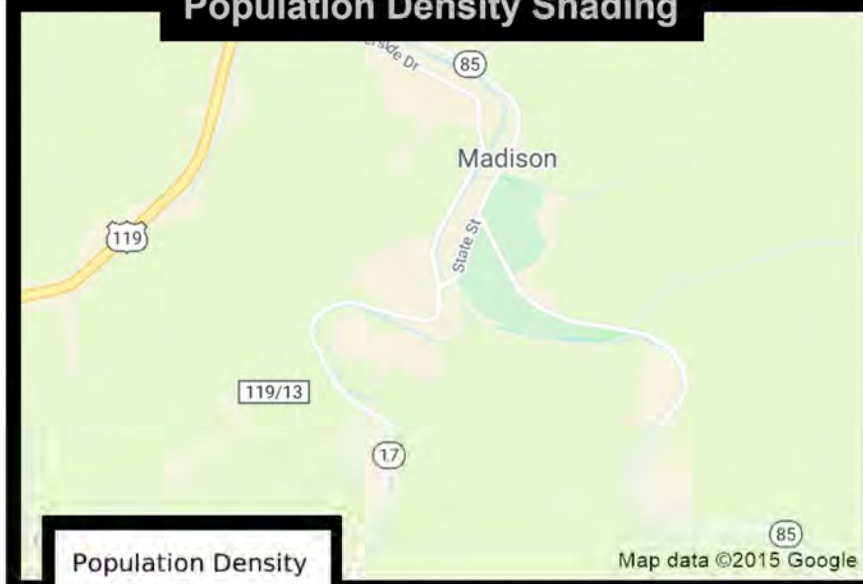 Population Density Shading
85
Madison
119
State St
119/13
17
85
Population Density
Map data ©2015 Google